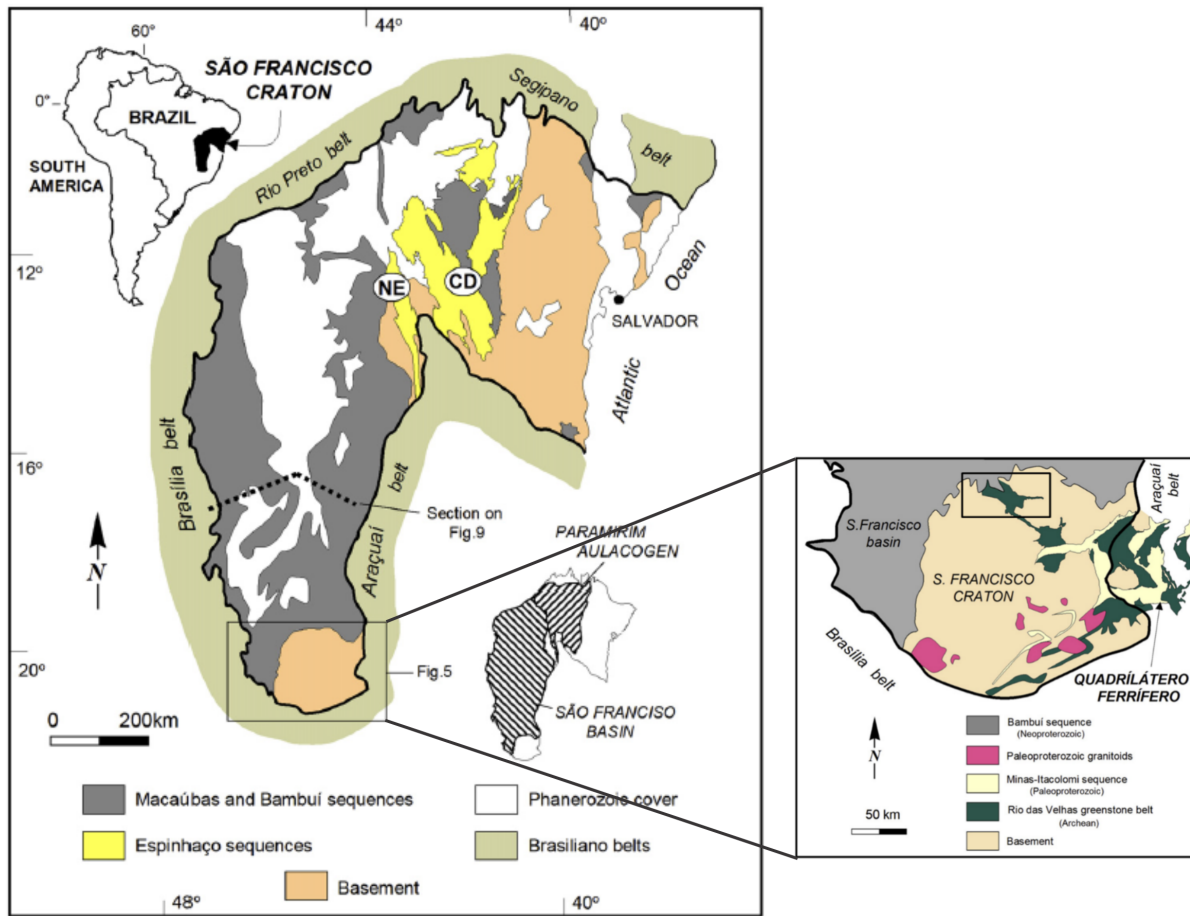 60°
44°
40°
SÃO FRANCISCO
CRATON
0°
BRAZIL
SOUTH
AMERICA
Segipano
belt
Rio Preto belt
12°
NE
CD
Ocean
SALVADOR
Atlantic
16°
Brasília belt
belt
Araçuaí
Section on
Fig.9
PARAMIRIM
AULACOGEN
N
20°
Fig.5
0 200km
SÃO FRANCISO
BASIN
Macaúbas and Bambuí sequences
Phanerozoic cover
Espinhaço sequences
Brasiliano belts
Basement
48°
40°
Araçuaí
belt
S.Francisco
basin
S. FRANCISCO
CRATON
Brasília belt
QUADRÍLÁTERO
FERRÍFERO
N
50 km
Bambuí sequence
(Neoproterozoic)
Paleoproterozoic granitoids
Minas-Itacolomi sequence
(Paleoproterozoic)
Rio das Velhas greenstone belt
(Archean)
Basement